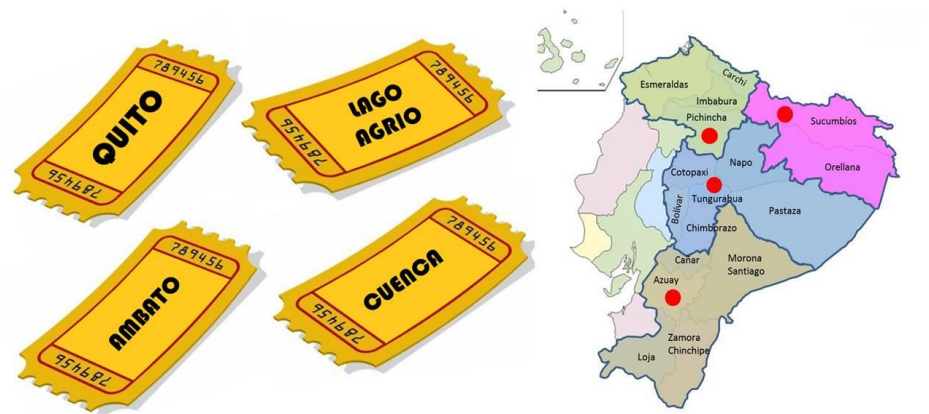 789456
QUITO
789456
789456
LAGO
AGRIO
789456
789456
AMBATO
789456
789456
CUENCA
789456
Esmeraldas
Carchi
Imbabura
Pichincha
Sucumbíos
Orellana
Napo
Cotopaxi
Tungurahua
Bolívar
Pastaza
Chimborazo
Cañar
Morona
Santiago
Azuay
Zamora
Chinchipe
Loja